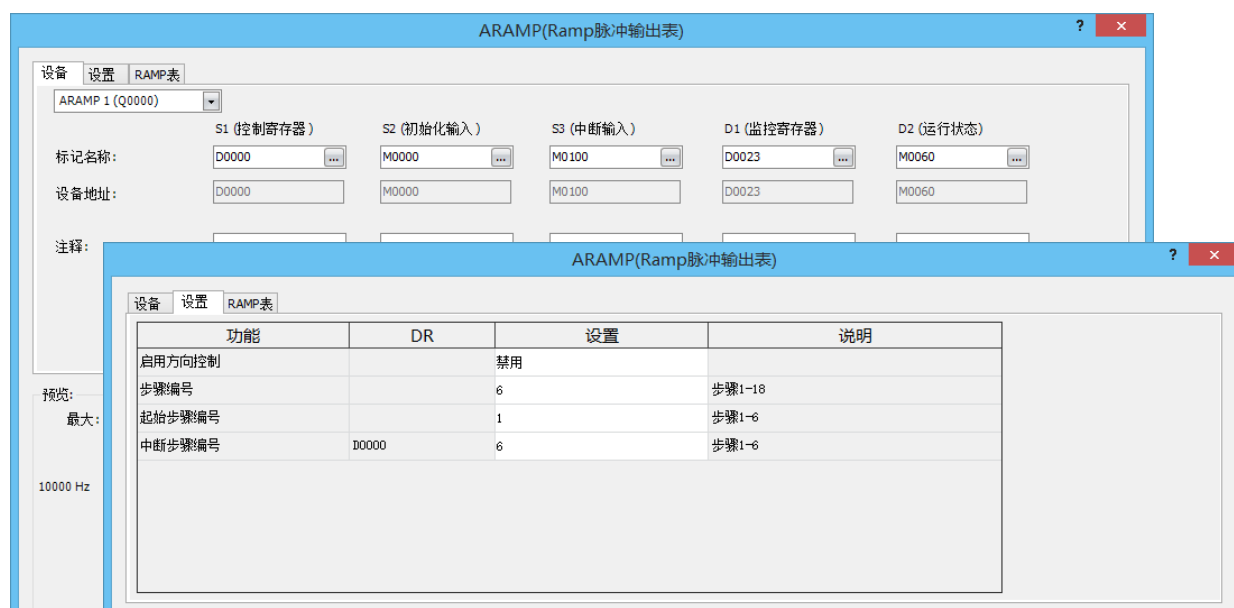 ARAMP(Ramp脉冲输出表)
? ×
设备 设置 RAMP表
ARAMP 1 (Q0000)
S1 (控制寄存器) S2 (初始化输入) S3 (中断输入) D1 (监控寄存器) D2 (运行状态)
标记名称: D0000 ... M0000 ... M0100 ... D0023 ... M0060 ...
设备地址: D0000 M0000 M0100 D0023 M0060
注释:
预览:
最大:
10000 Hz
ARAMP(Ramp脉冲输出表)
? ×
设备 设置 RAMP表
功能 DR 设置 说明
启用方向控制 禁用
步骤编号 6 步骤1-18
起始步骤编号 1 步骤1-6
中断步骤编号 D0000 6 步骤1-6